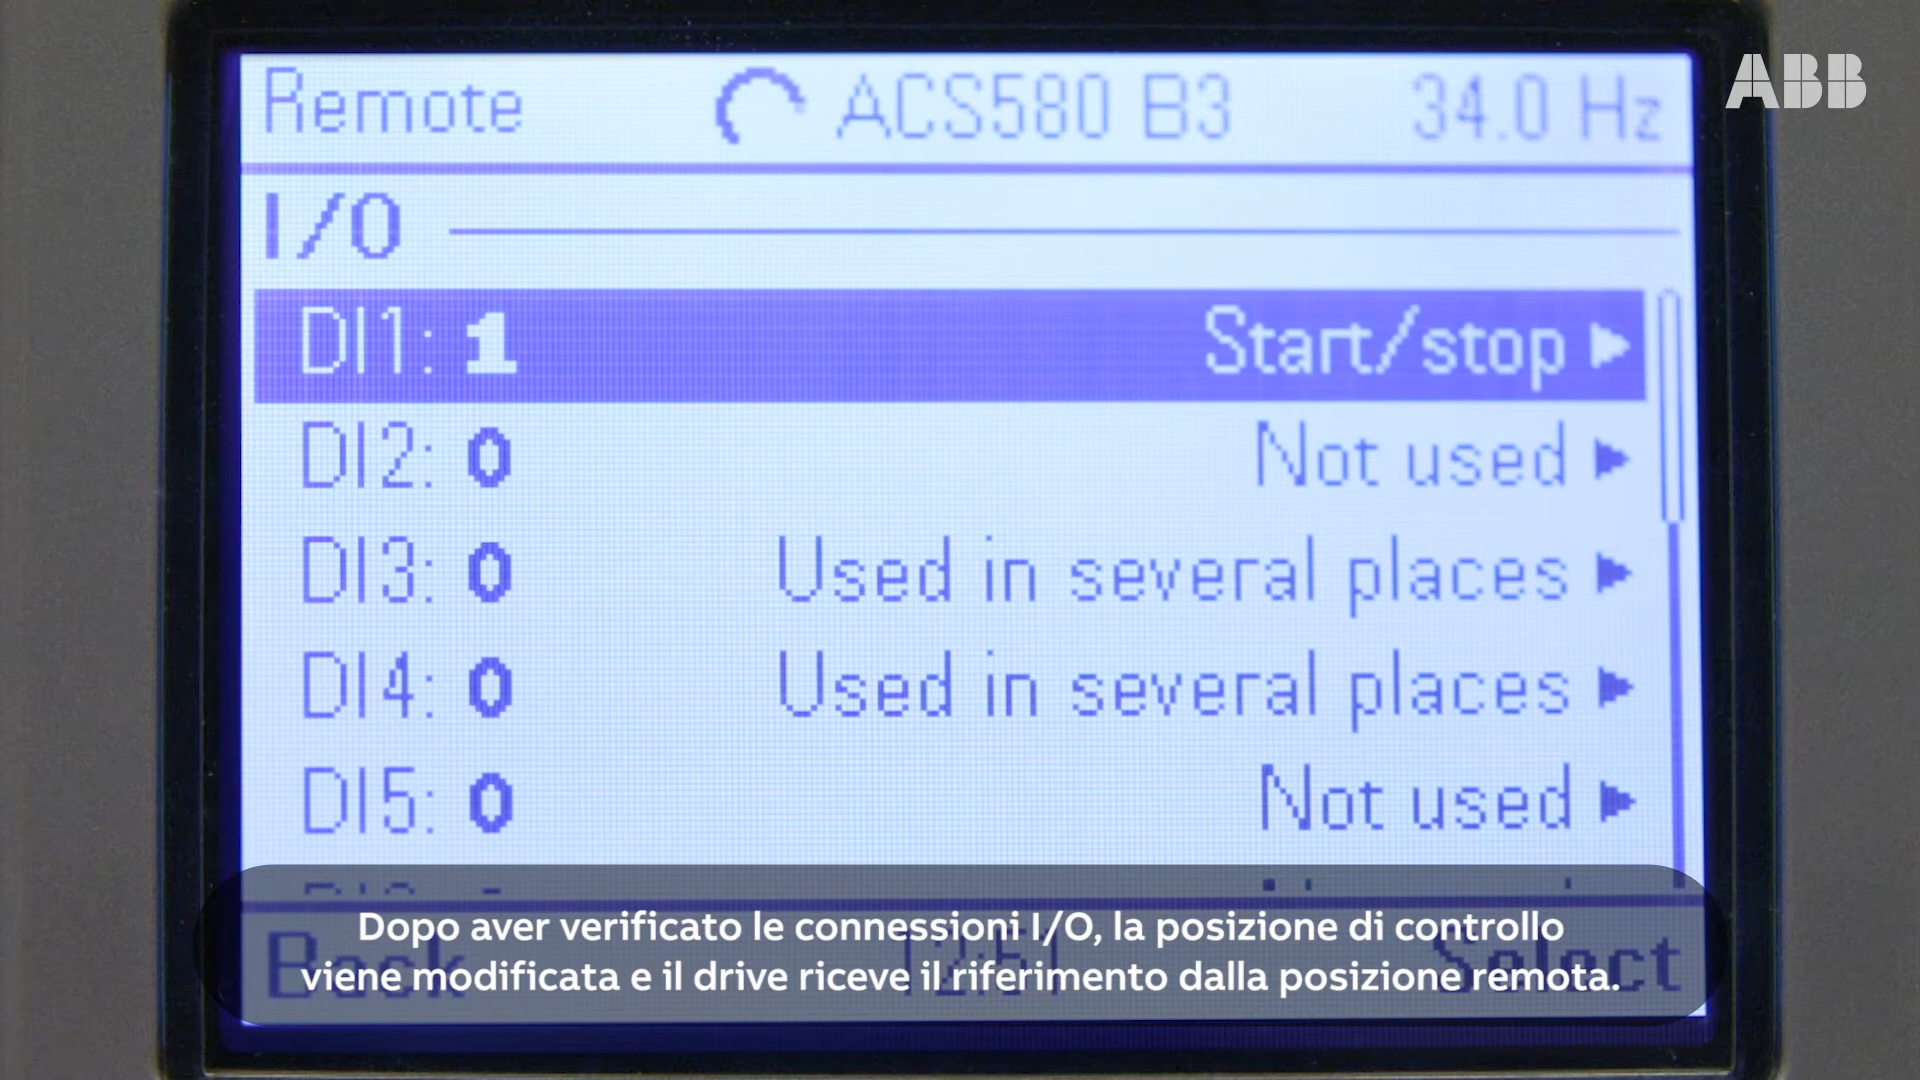 Remote ACS580 B3 34.0 Hz
ABB
I/O
DI1: 1 Start/stop
DI2: 0 Not used
DI3: 0 Used in several places
DI4: 0 Used in several places
DI5: 0 Not used
Dopo aver verificato le connessioni I/O, la posizione di controllo
viene modificata e il drive riceve il riferimento dalla posizione remota.
Back Select